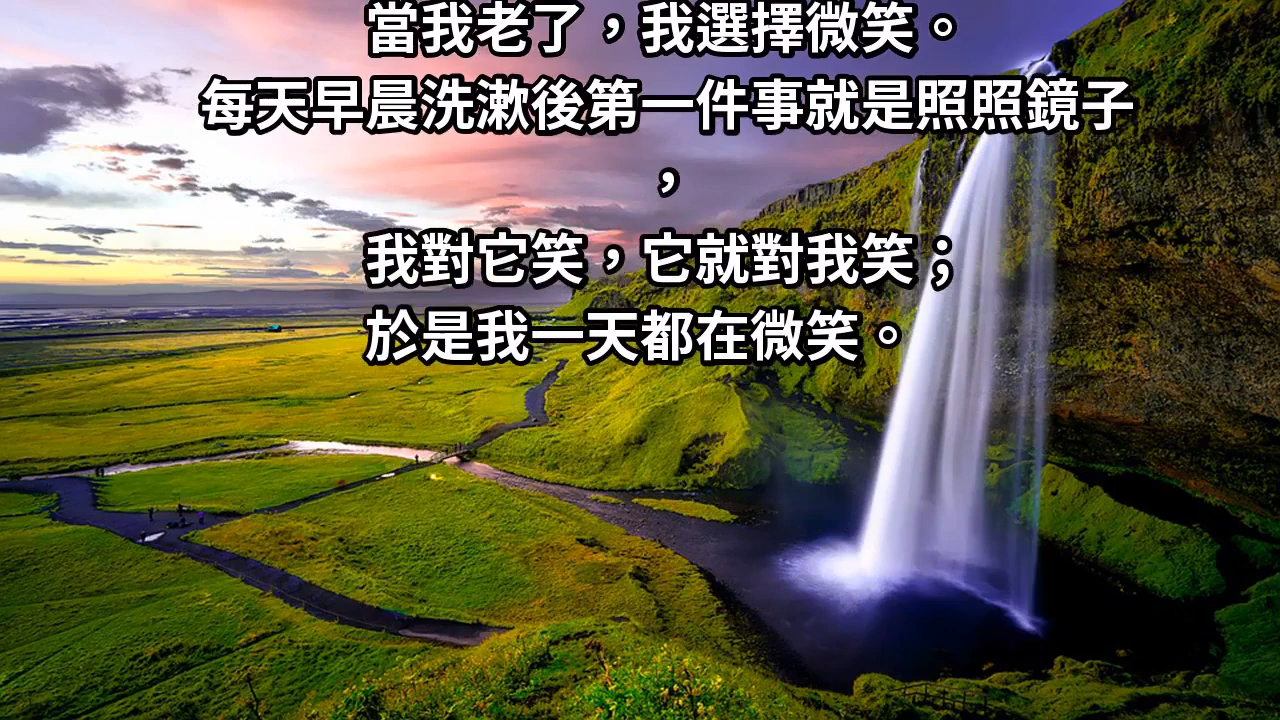 當我老了，我選擇微笑。
每天早晨洗漱後第一件事就是照照鏡子
，
我對它笑，它就對我笑；
於是我一天都在微笑。